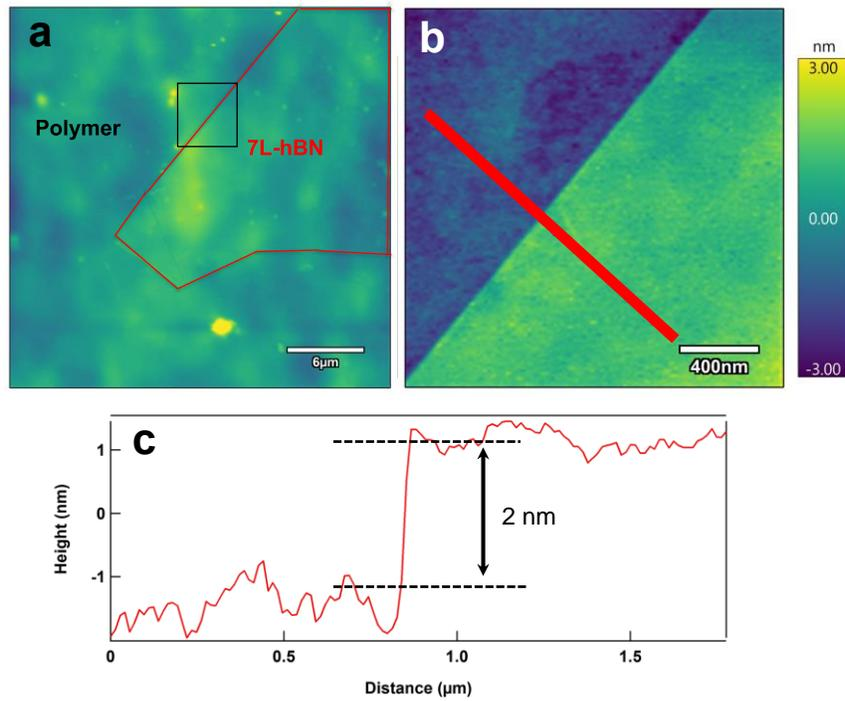 a
Polymer
7L-hBN
6µm
b
400nm
nm
3.00
0.00
-3.00
c
Height (nm)
1
0
-1
2 nm
0
0.5
1.0
1.5
Distance (µm)